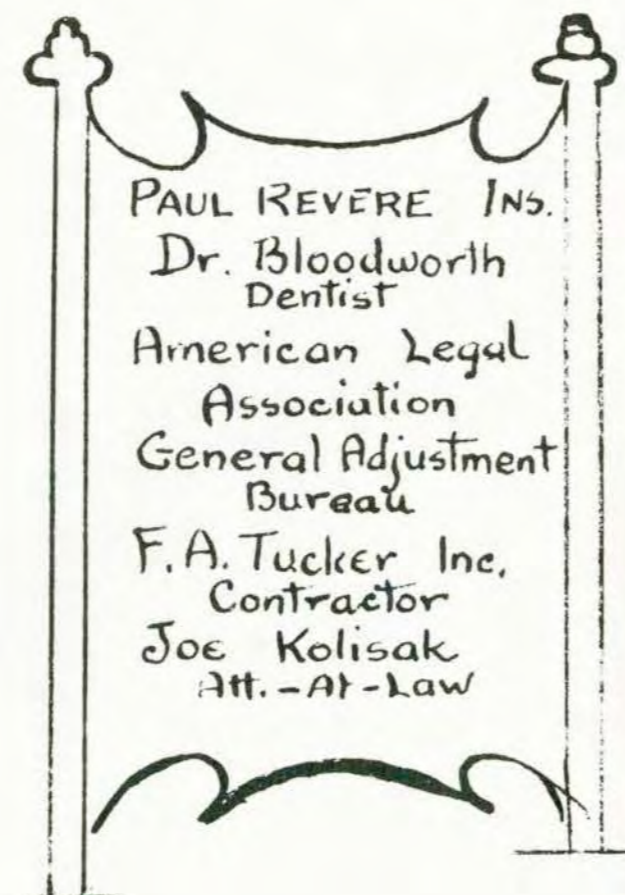 PAUL REVERE INS.
Dr. Bloodworth
Dentist
American Legal
Association
General Adjustment
Bureau
F.A. Tucker Inc.
Contractor
Joe Kolisak
Att.-At-Law